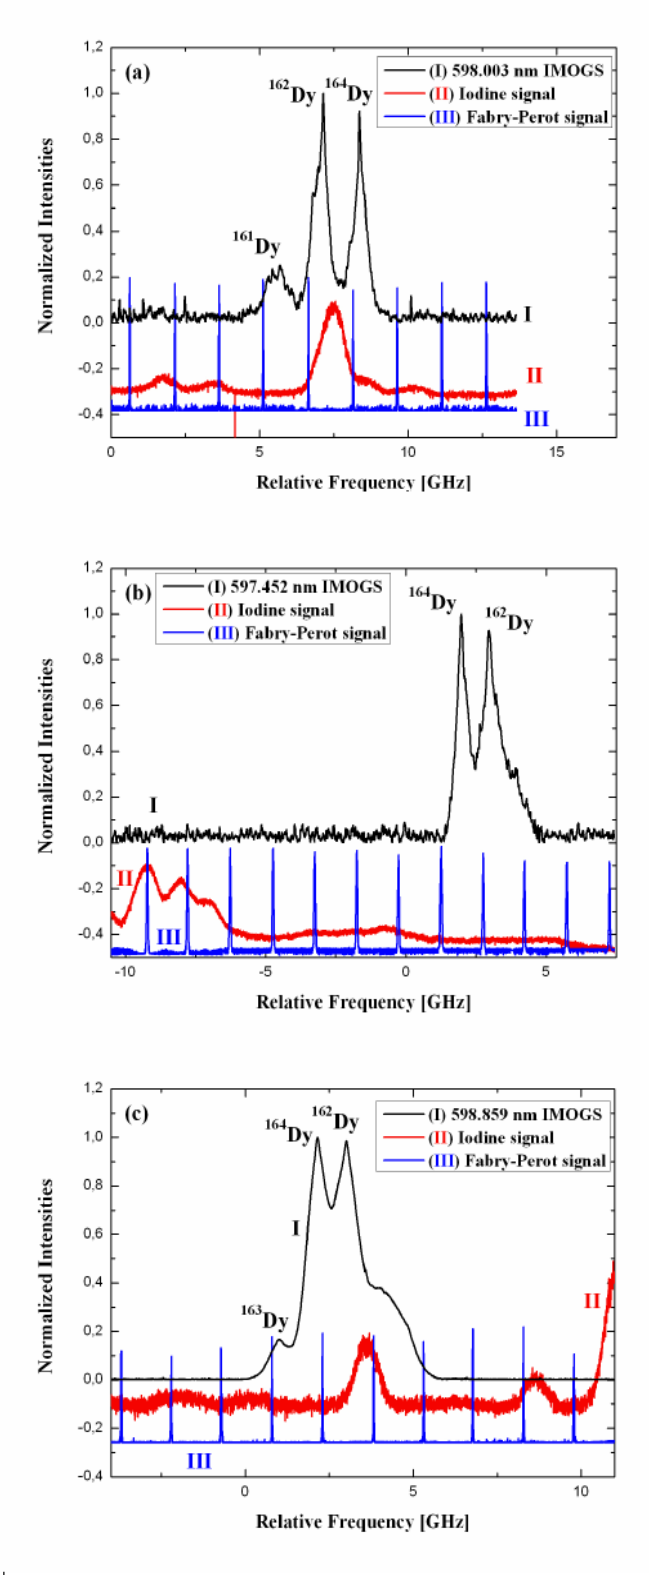 (a)
(I) 598.003 nm IMOGS
(II) Iodine signal
(III) Fabry-Perot signal
162Dy
164Dy
161Dy
I
II
III
1,2
1,0
0,8
0,6
0,4
0,2
0,0
-0,2
-0,4
Normalized Intensities
0 5 10 15
Relative Frequency [GHz]
(b)
(I) 597.452 nm IMOGS
(II) Iodine signal
(III) Fabry-Perot signal
164Dy
162Dy
I
II
III
1,2
1,0
0,8
0,6
0,4
0,2
0,0
-0,2
-0,4
Normalized Intensities
-10 -5 0 5
Relative Frequency [GHz]
(c)
(I) 598.859 nm IMOGS
(II) Iodine signal
(III) Fabry-Perot signal
162Dy
164Dy
163Dy
I
II
III
1,2
1,0
0,8
0,6
0,4
0,2
0,0
-0,2
-0,4
Normalized Intensities
0 5 10
Relative Frequency [GHz]